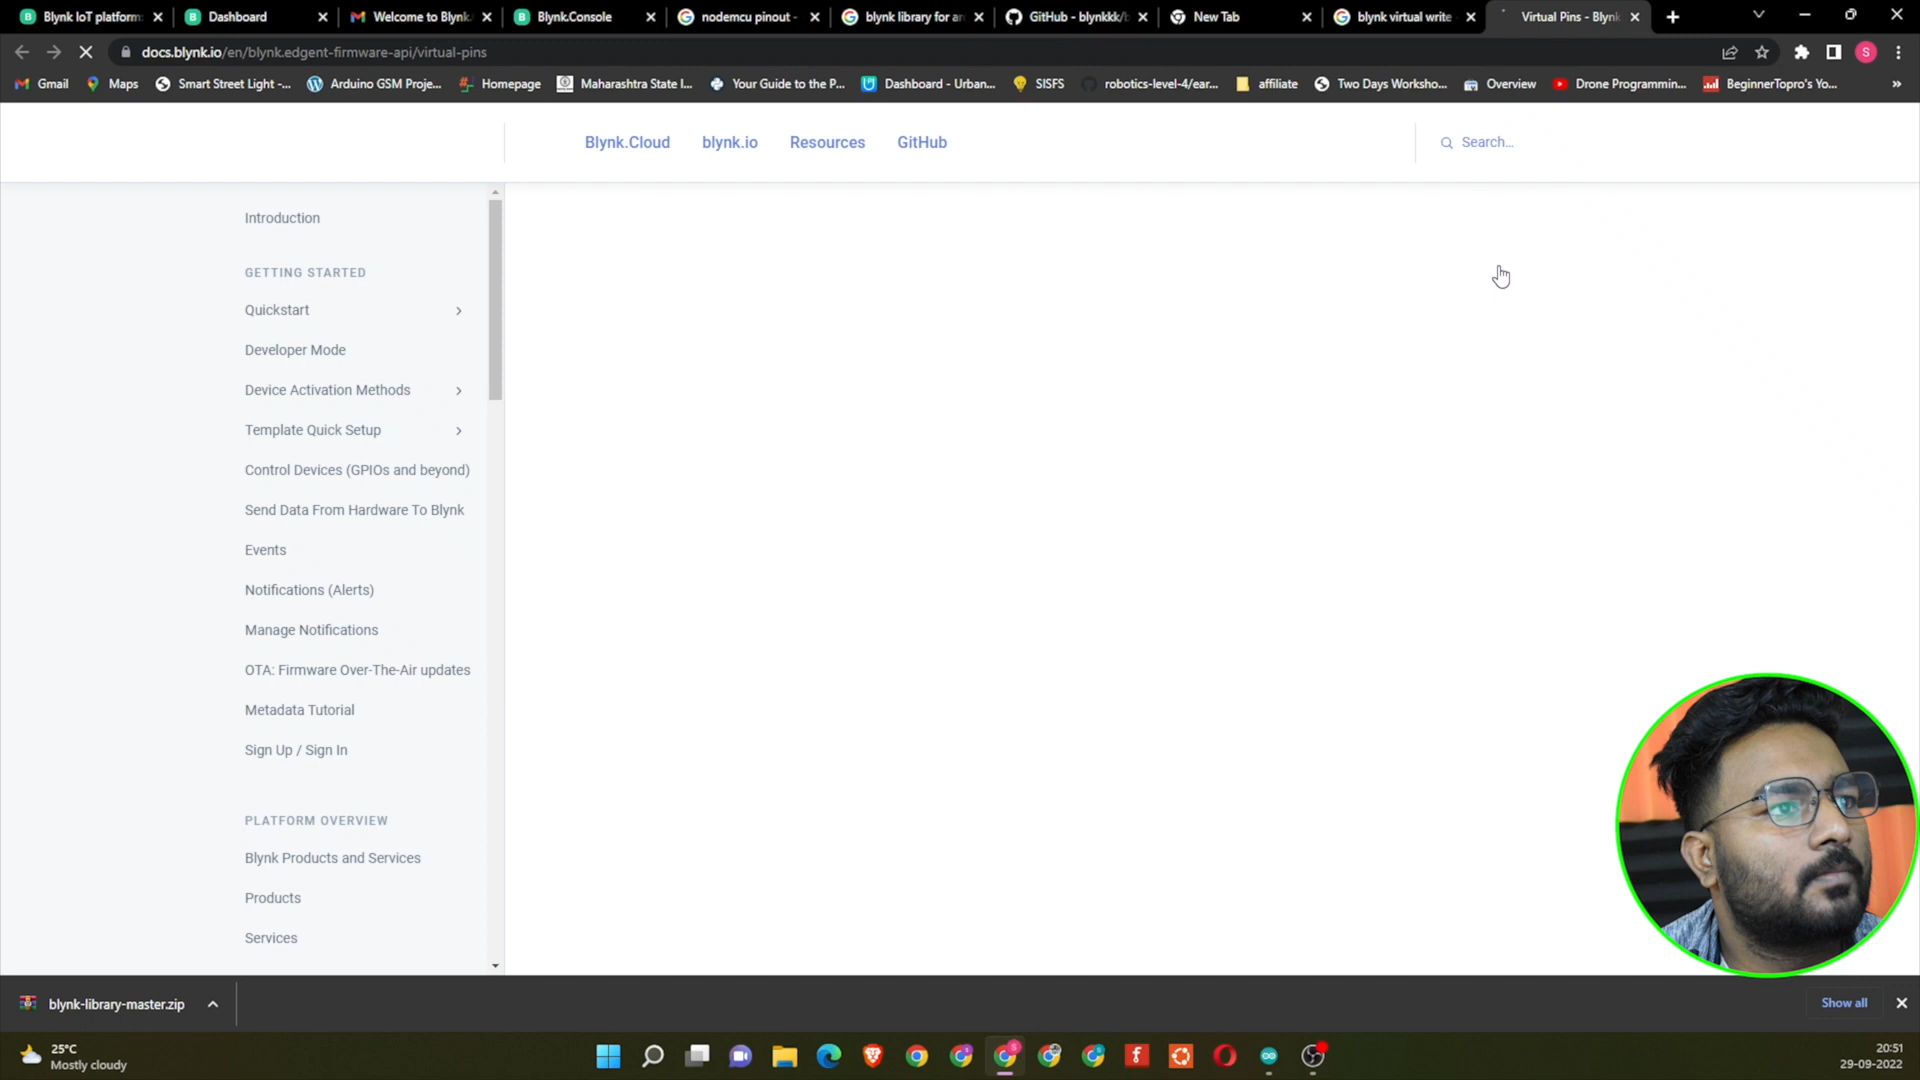 Blynk IoT platform:
Dashboard
Welcome to Blynk
Blynk.Console
nodemcu pinout -
blynk library for ar
GitHub - blynkkk/b
New Tab
blynk virtual write
Virtual Pins - Blynk
docs.blynk.io/en/blynk.edgent-firmware-api/virtual-pins
S
Gmail
Maps
Smart Street Light -...
Arduino GSM Proje...
Homepage
Maharashtra State I...
Your Guide to the P...
Dashboard - Urban...
SISFS
robotics-level-4/ear...
affiliate
Two Days Worksho...
Overview
Drone Programmin...
BeginnerTopro's Yo...
»
Blynk.Cloud
blynk.io
Resources
GitHub
Search...
Introduction
GETTING STARTED
Quickstart
Developer Mode
Device Activation Methods
Template Quick Setup
Control Devices (GPIOs and beyond)
Send Data From Hardware To Blynk
Events
Notifications (Alerts)
Manage Notifications
OTA: Firmware Over-The-Air updates
Metadata Tutorial
Sign Up / Sign In
PLATFORM OVERVIEW
Blynk Products and Services
Products
Services
blynk-library-master.zip
Show all
25°C
Mostly cloudy
20:51
29-09-2022